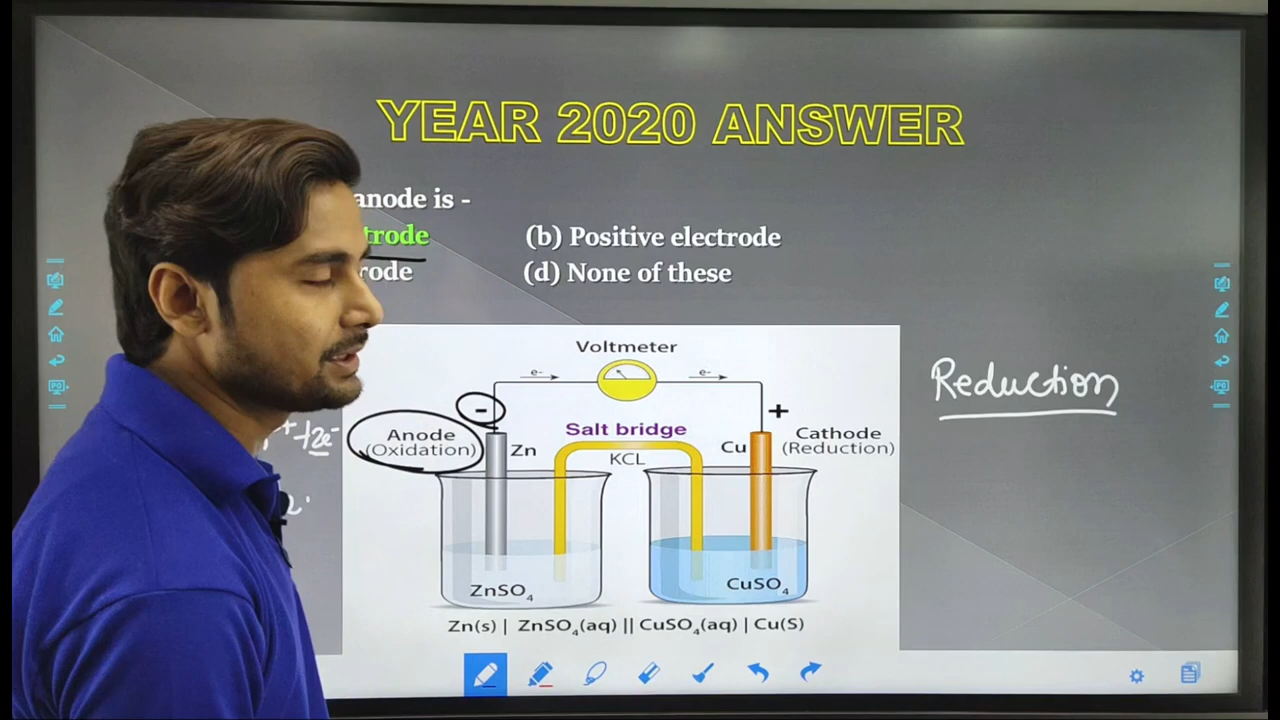 YEAR 2020 ANSWER
anode is -
trode (b) Positive electrode
rode (d) None of these
Voltmeter
e- e-
- +
Reduction
Anode
(Oxidation)
Zn
Salt bridge
KCL
Cu
Cathode
(Reduction)
+ +2e-
ZnSO4
CuSO4
Zn(s) | ZnSO4(aq) || CuSO4(aq) | Cu(S)